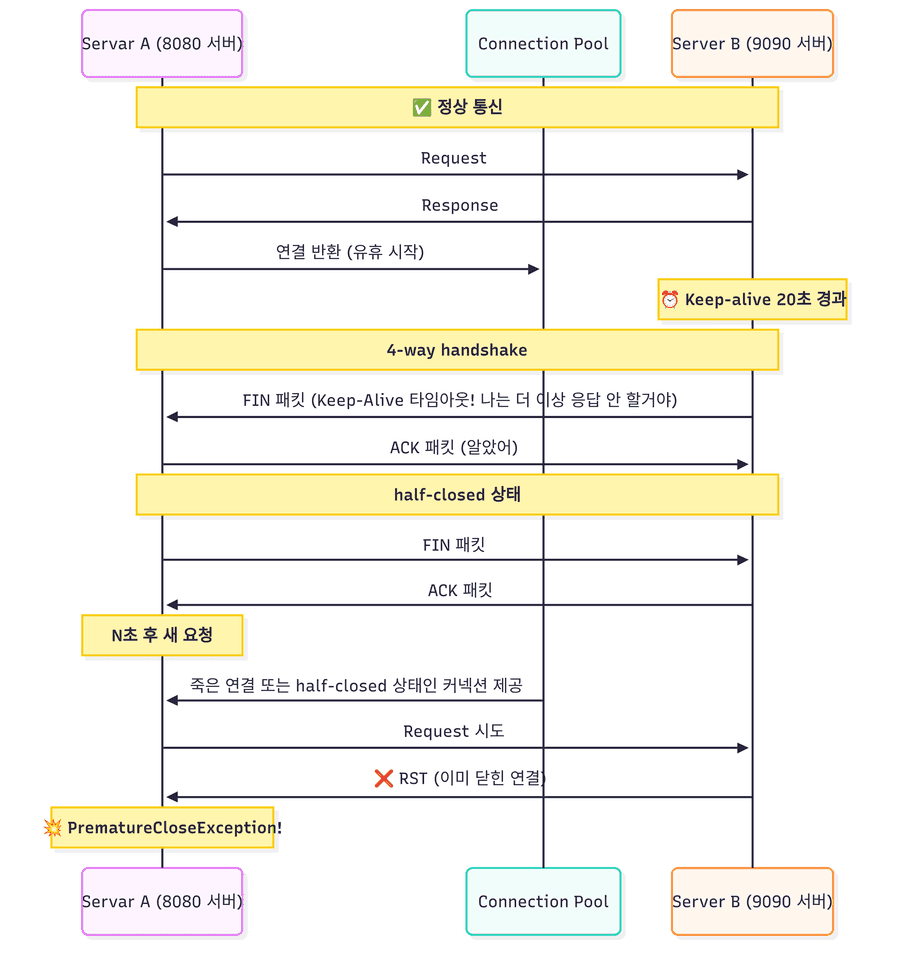 Servar A (8080 서버)
Connection Pool
Server B (9090 서버)
✅ 정상 통신
Request
Response
연결 반환 (유휴 시작)
⏰ Keep-alive 20초 경과
4-way handshake
FIN 패킷 (Keep-Alive 타임아웃! 나는 더 이상 응답 안 할거야)
ACK 패킷 (알았어)
half-closed 상태
FIN 패킷
ACK 패킷
N초 후 새 요청
죽은 연결 또는 half-closed 상태인 커넥션 제공
Request 시도
❌ RST (이미 닫힌 연결)
💥 PrematureCloseException!
Servar A (8080 서버)
Connection Pool
Server B (9090 서버)